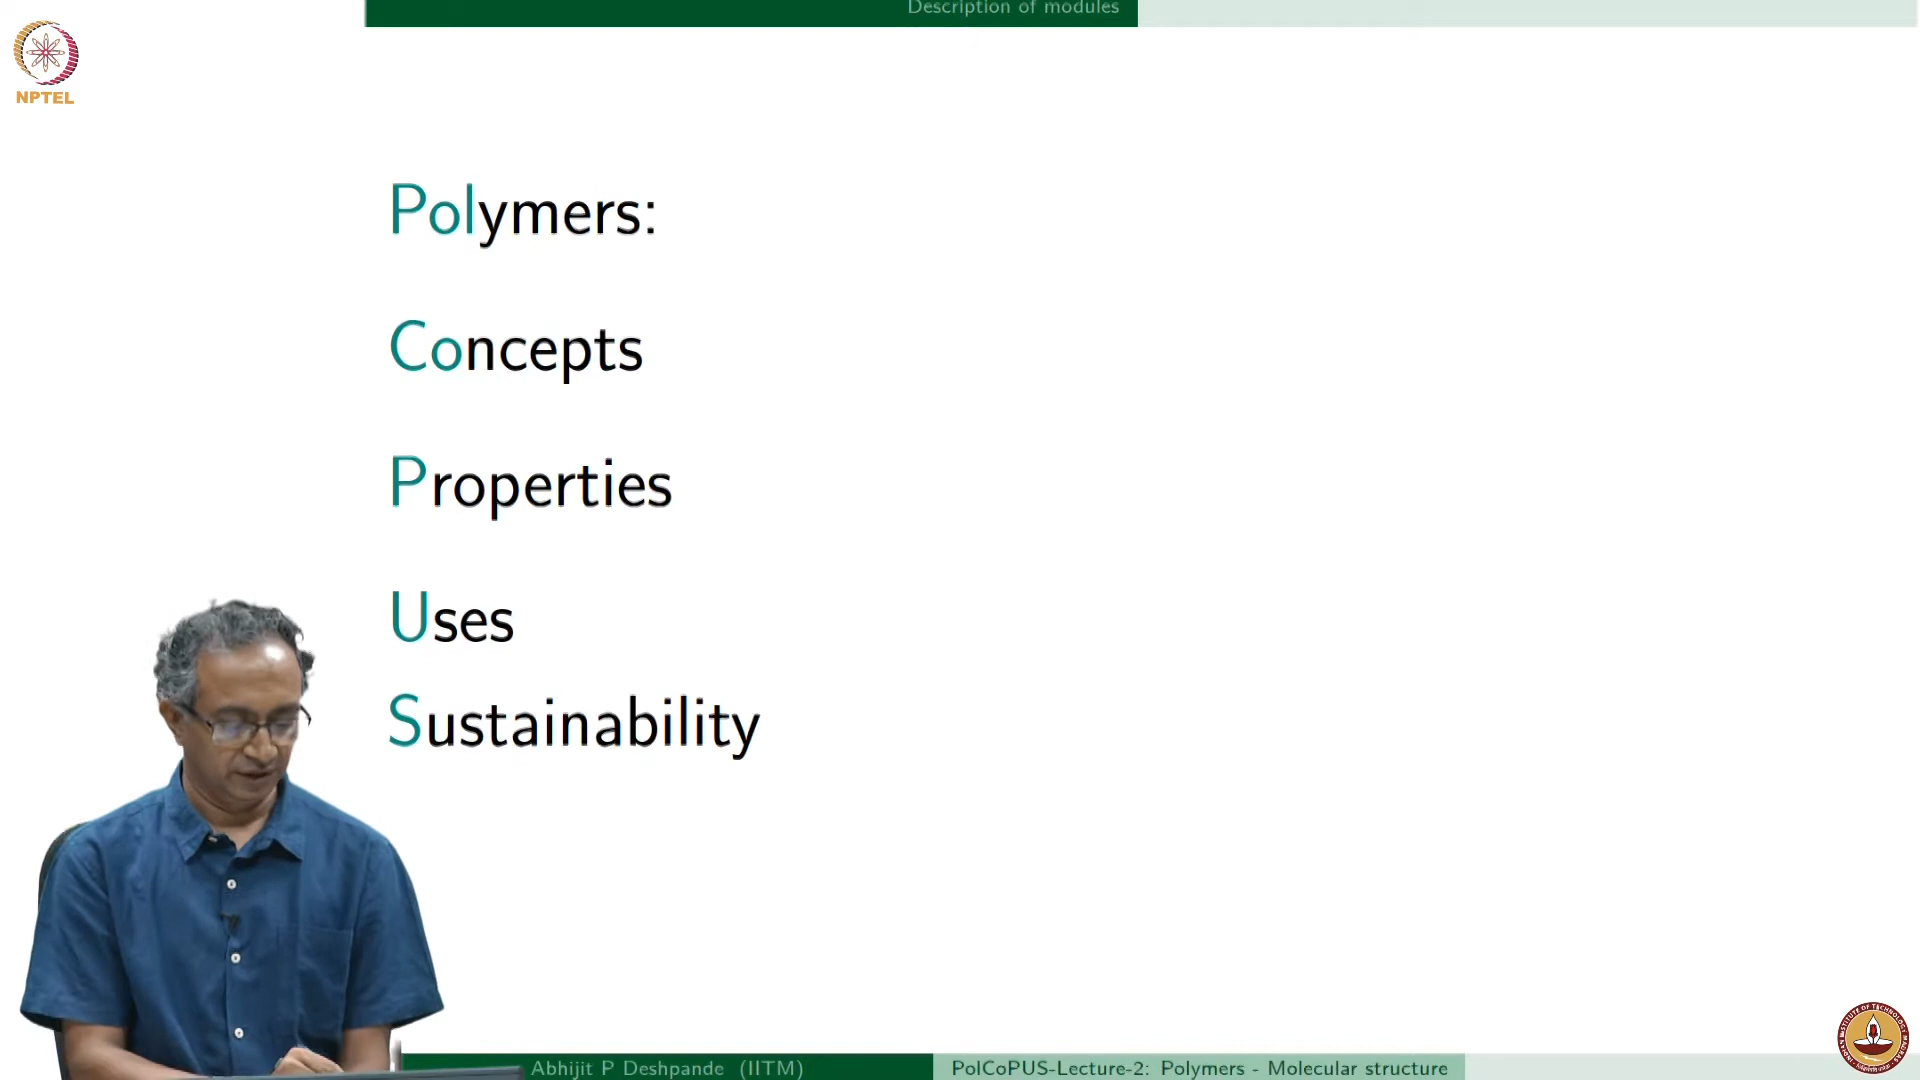 Description of modules
NPTEL
Polymers:
Concepts
Properties
Uses
Sustainability
Abhijit P Deshpande (IITM)
PolCoPUS-Lecture-2: Polymers - Molecular structure